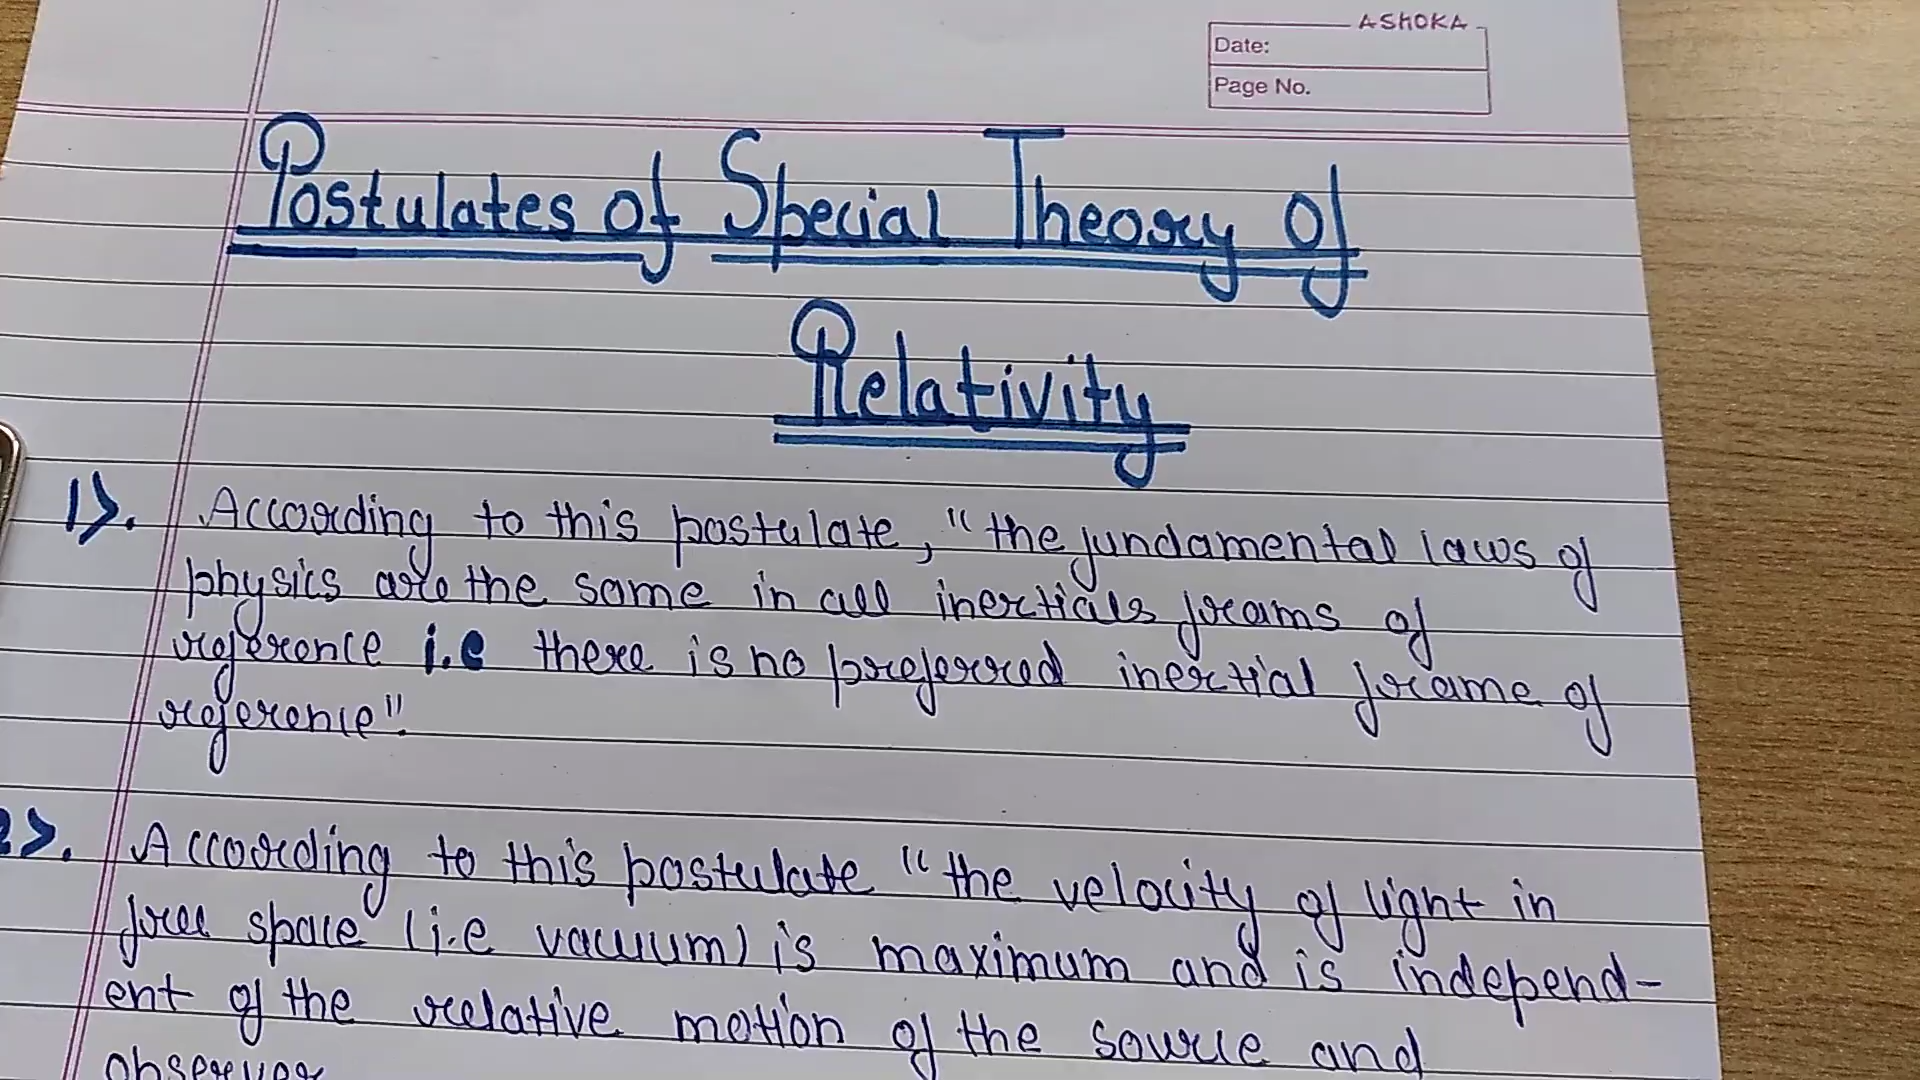 ASHOKA
Date:
Page No.
Postulates of Special Theory of
Relativity
1>. According to this postulate, "the fundamental laws of
physics are the same in all inertials frams of
reference i.e there is no preferred inertial frame of
reference".
2>. According to this postulate "the velocity of light in
free space (i.e vacuum) is maximum and is independ-
ent of the relative motion of the source and
observer